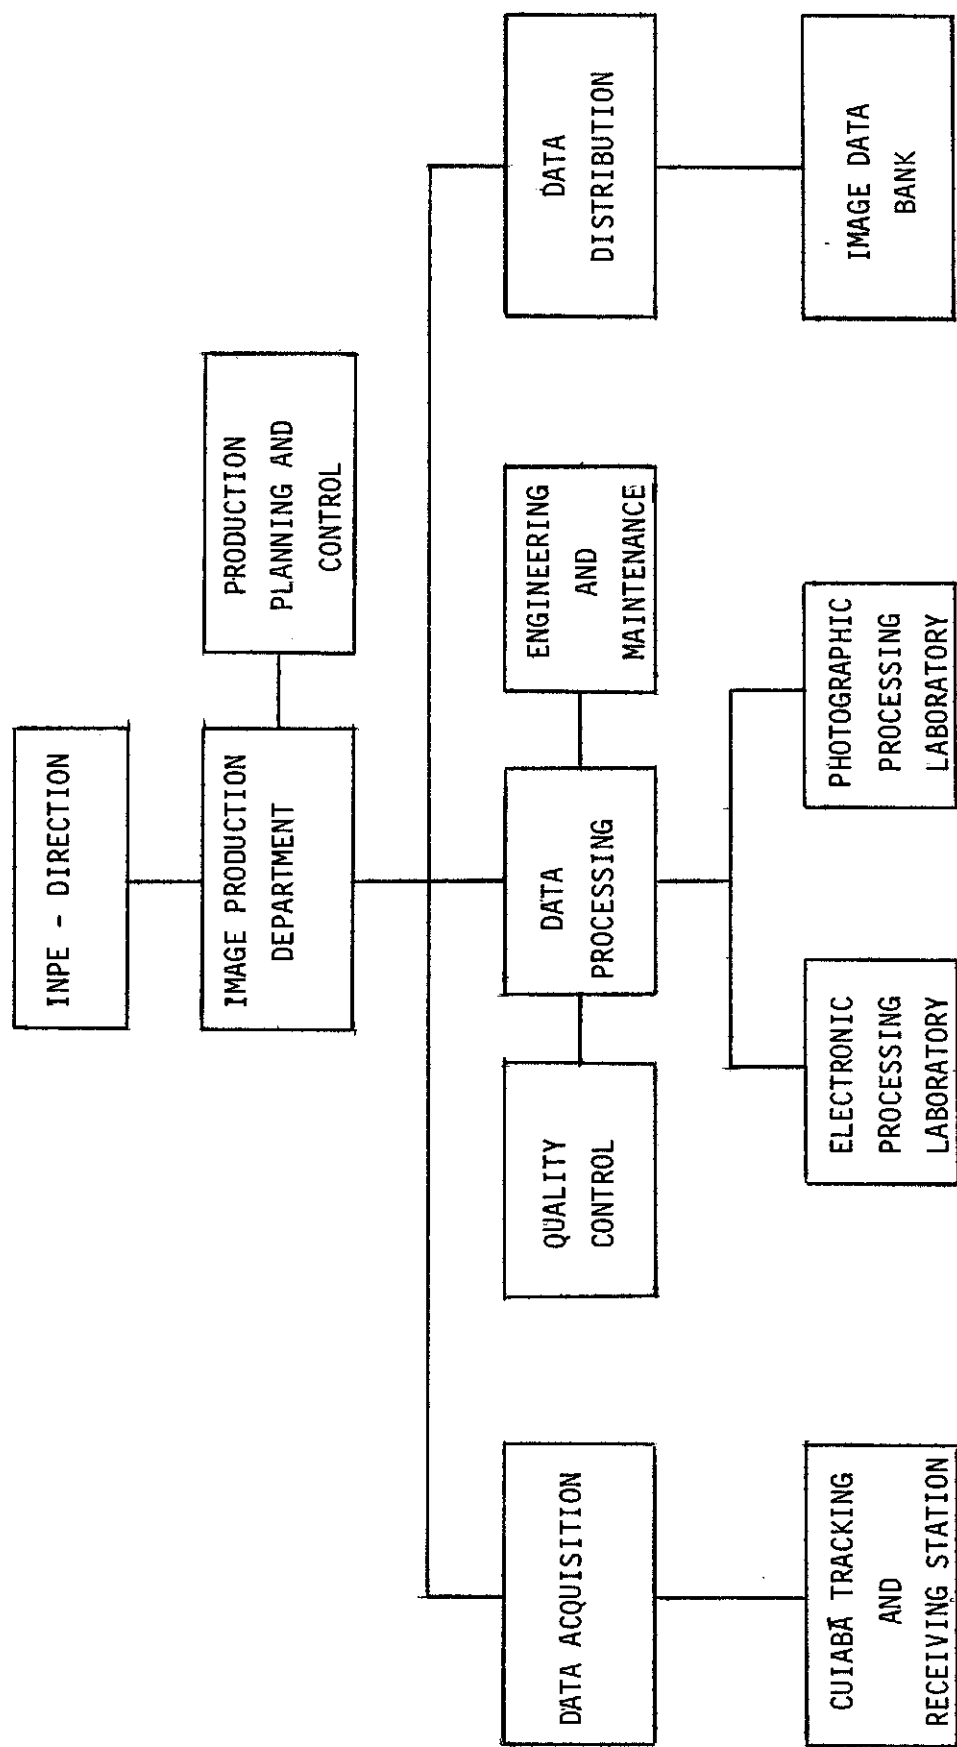 INPE - DIRECTION
IMAGE PRODUCTION
DEPARTMENT
PRODUCTION
PLANNING AND
CONTROL
DATA ACQUISITION
QUALITY
CONTROL
DATA
PROCESSING
ENGINEERING
AND
MAINTENANCE
DATA
DISTRIBUTION
CUIABÁ TRACKING
AND
RECEIVING STATION
ELECTRONIC
PROCESSING
LABORATORY
PHOTOGRAPHIC
PROCESSING
LABORATORY
IMAGE DATA
BANK